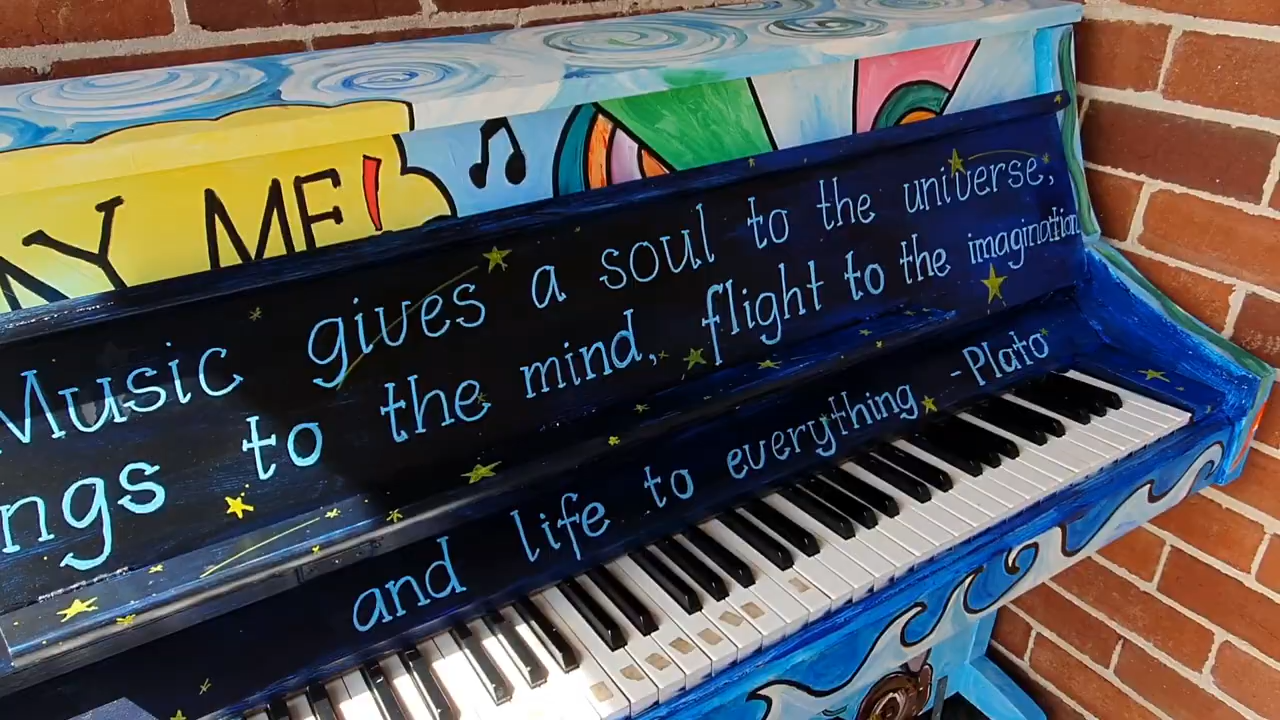 AY ME!
Music gives a soul to the universe,
ngs to the mind, flight to the imagination
and life to everything. -Plato